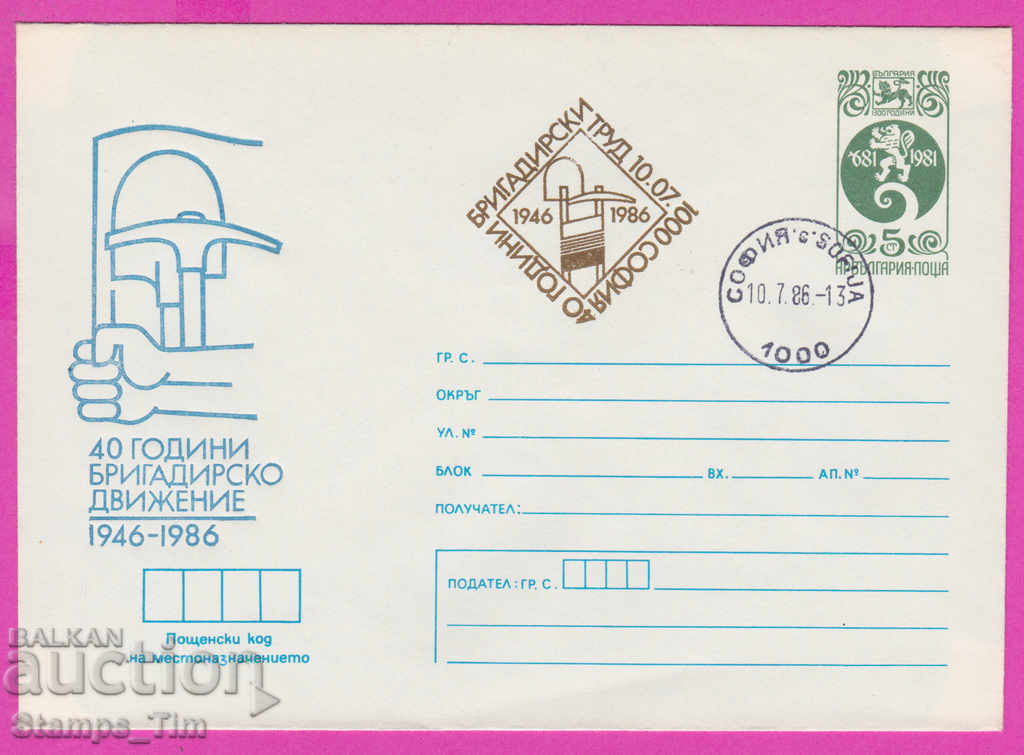 БЪЛГАРИЯ
1300 ГОДИНИ
681 1981
5 СТ
НР БЪЛГАРИЯ·ПОЩА
40 ГОДИНИ БРИГАДИРСКИ ТРУД 10.07. 1000 СОФИЯ
1946 1986
СОФИЯ.с.SOFIJA
10.7.86.-13
1000
40 ГОДИНИ
БРИГАДИРСКО
ДВИЖЕНИЕ
1946-1986
Пощенски код
на местоназначението
ГР. С.
ОКРЪГ
УЛ. №
БЛОК ВХ. АП. №
ПОЛУЧАТЕЛ:
ПОДАТЕЛ: ГР. С.
BALKAN
auction
Stamps_Tim